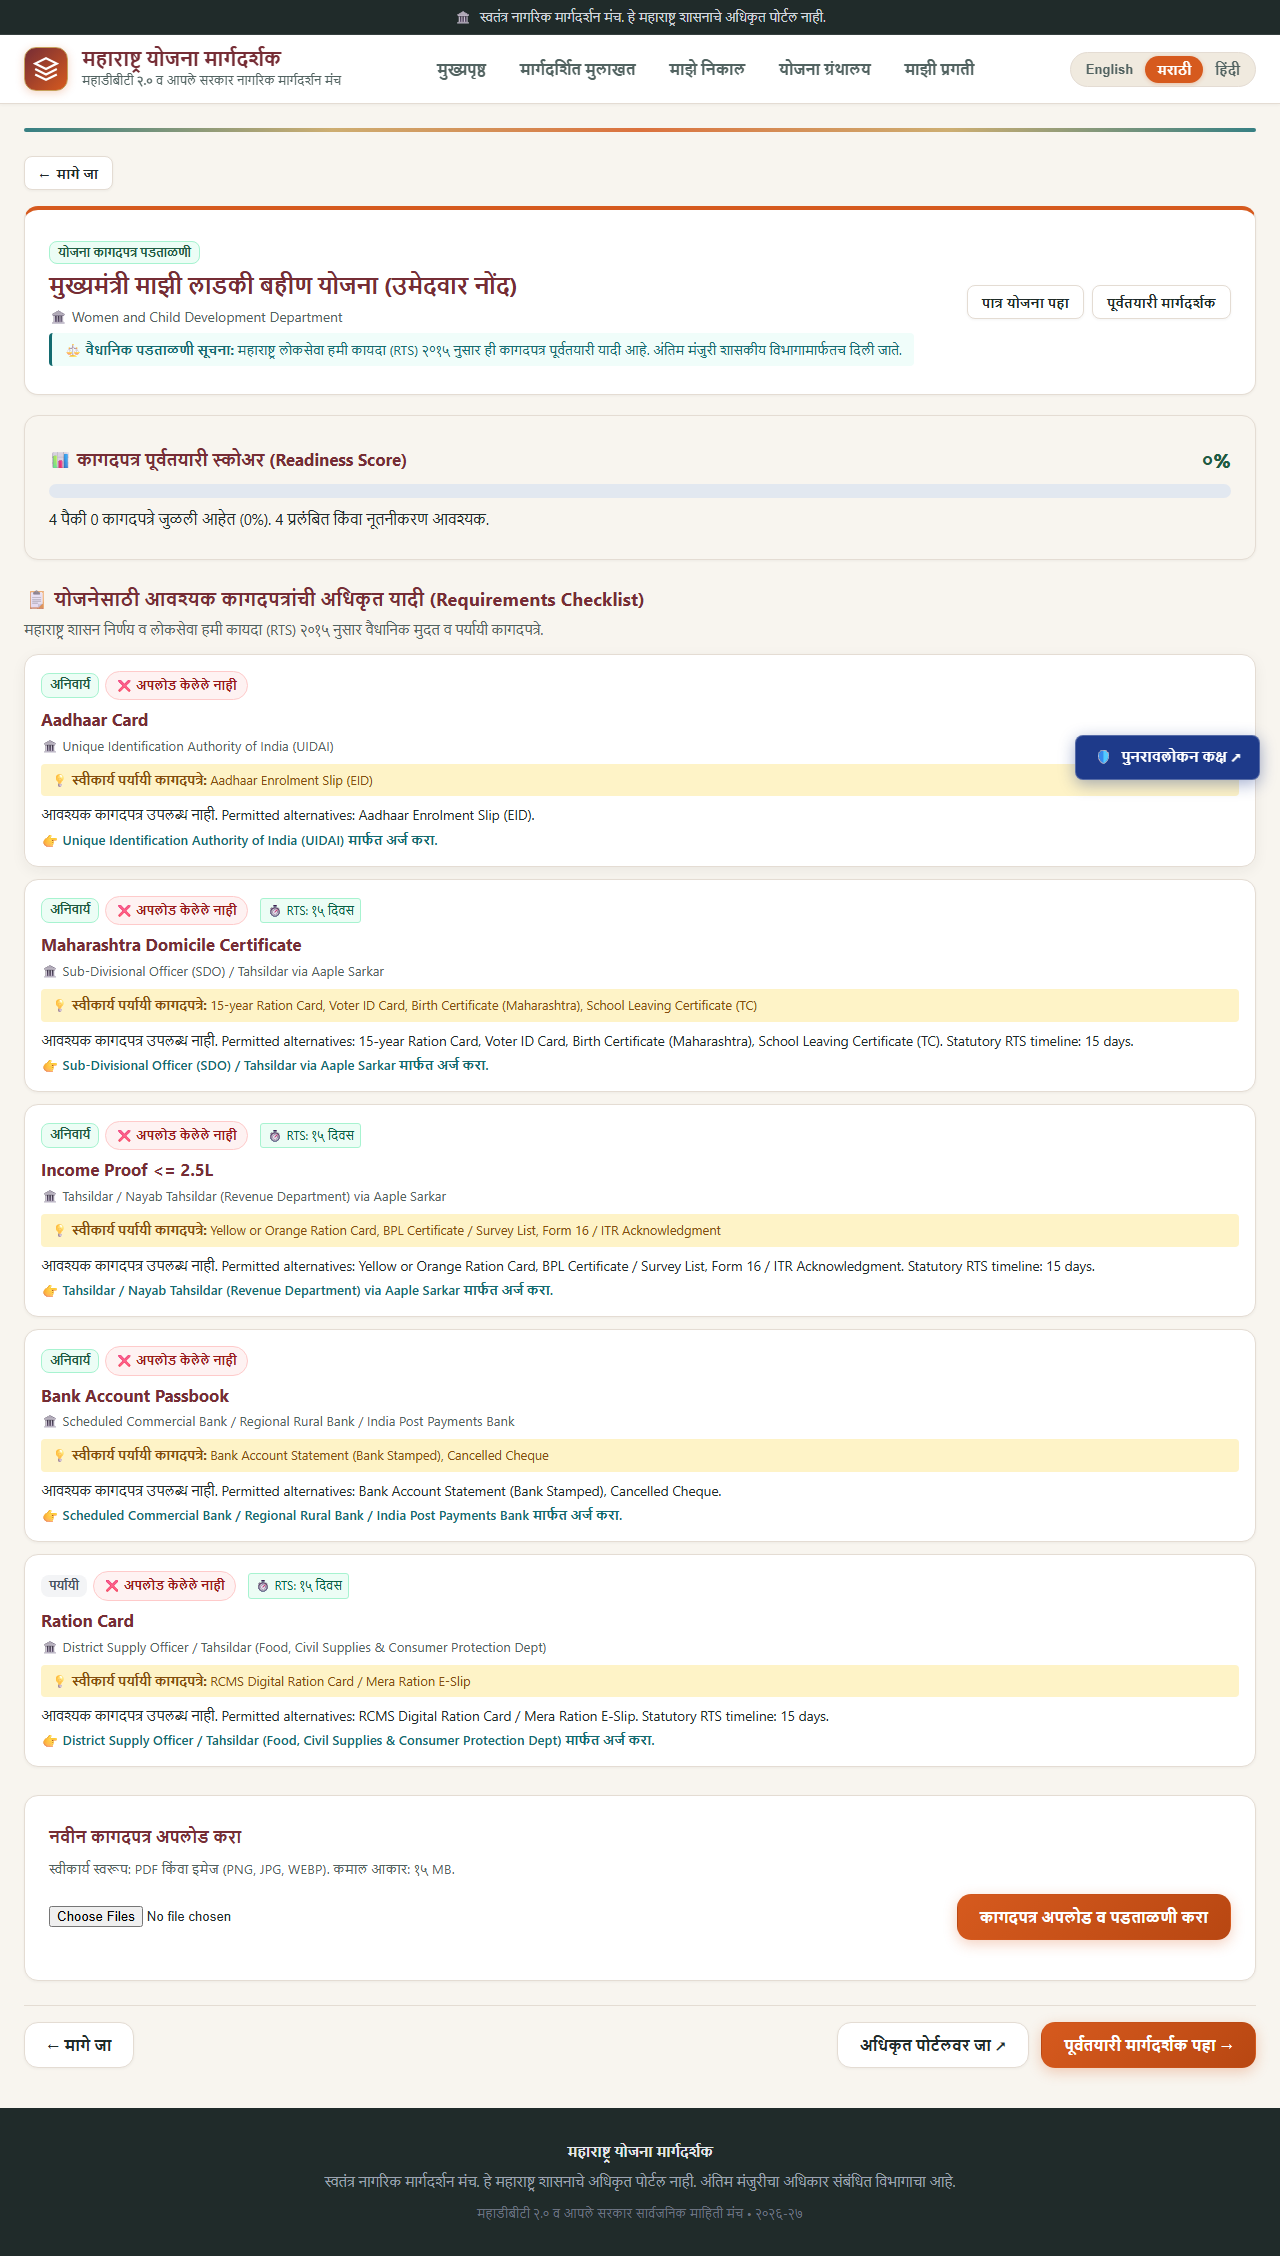 स्वतंत्र नागरिक मार्गदर्शन मंच. हे महाराष्ट्र शासनाचे अधिकृत पोर्टल नाही.
महाराष्ट्र योजना मार्गदर्शक
महाडीबीटी २.० व आपले सरकार नागरिक मार्गदर्शन मंच
मुख्यपृष्ठ मार्गदर्शित मुलाखत माझे निकाल योजना ग्रंथालय माझी प्रगती
English मराठी हिंदी
← मागे जा
योजना कागदपत्र पडताळणी
मुख्यमंत्री माझी लाडकी बहीण योजना (उमेदवार नोंद)
Women and Child Development Department
वैधानिक पडताळणी सूचना: महाराष्ट्र लोकसेवा हमी कायदा (RTS) २०१५ नुसार ही कागदपत्र पूर्वतयारी यादी आहे. अंतिम मंजुरी शासकीय विभागामार्फतच दिली जाते.
पात्र योजना पहा पूर्वतयारी मार्गदर्शक
कागदपत्र पूर्वतयारी स्कोअर (Readiness Score) ०%
4 पैकी 0 कागदपत्रे जुळली आहेत (0%). 4 प्रलंबित किंवा नूतनीकरण आवश्यक.
योजनेसाठी आवश्यक कागदपत्रांची अधिकृत यादी (Requirements Checklist)
महाराष्ट्र शासन निर्णय व लोकसेवा हमी कायदा (RTS) २०१५ नुसार वैधानिक मुदत व पर्यायी कागदपत्रे.
अनिवार्य ❌ अपलोड केलेले नाही
Aadhaar Card
Unique Identification Authority of India (UIDAI)
स्वीकार्य पर्यायी कागदपत्रे: Aadhaar Enrolment Slip (EID)
पुनरावलोकन कक्ष ↗
आवश्यक कागदपत्र उपलब्ध नाही. Permitted alternatives: Aadhaar Enrolment Slip (EID).
Unique Identification Authority of India (UIDAI) मार्फत अर्ज करा.
अनिवार्य ❌ अपलोड केलेले नाही RTS: १५ दिवस
Maharashtra Domicile Certificate
Sub-Divisional Officer (SDO) / Tahsildar via Aaple Sarkar
स्वीकार्य पर्यायी कागदपत्रे: 15-year Ration Card, Voter ID Card, Birth Certificate (Maharashtra), School Leaving Certificate (TC)
आवश्यक कागदपत्र उपलब्ध नाही. Permitted alternatives: 15-year Ration Card, Voter ID Card, Birth Certificate (Maharashtra), School Leaving Certificate (TC). Statutory RTS timeline: 15 days.
Sub-Divisional Officer (SDO) / Tahsildar via Aaple Sarkar मार्फत अर्ज करा.
अनिवार्य ❌ अपलोड केलेले नाही RTS: १५ दिवस
Income Proof <= 2.5L
Tahsildar / Nayab Tahsildar (Revenue Department) via Aaple Sarkar
स्वीकार्य पर्यायी कागदपत्रे: Yellow or Orange Ration Card, BPL Certificate / Survey List, Form 16 / ITR Acknowledgment
आवश्यक कागदपत्र उपलब्ध नाही. Permitted alternatives: Yellow or Orange Ration Card, BPL Certificate / Survey List, Form 16 / ITR Acknowledgment. Statutory RTS timeline: 15 days.
Tahsildar / Nayab Tahsildar (Revenue Department) via Aaple Sarkar मार्फत अर्ज करा.
अनिवार्य ❌ अपलोड केलेले नाही
Bank Account Passbook
Scheduled Commercial Bank / Regional Rural Bank / India Post Payments Bank
स्वीकार्य पर्यायी कागदपत्रे: Bank Account Statement (Bank Stamped), Cancelled Cheque
आवश्यक कागदपत्र उपलब्ध नाही. Permitted alternatives: Bank Account Statement (Bank Stamped), Cancelled Cheque.
Scheduled Commercial Bank / Regional Rural Bank / India Post Payments Bank मार्फत अर्ज करा.
पर्यायी ❌ अपलोड केलेले नाही RTS: १५ दिवस
Ration Card
District Supply Officer / Tahsildar (Food, Civil Supplies & Consumer Protection Dept)
स्वीकार्य पर्यायी कागदपत्रे: RCMS Digital Ration Card / Mera Ration E-Slip
आवश्यक कागदपत्र उपलब्ध नाही. Permitted alternatives: RCMS Digital Ration Card / Mera Ration E-Slip. Statutory RTS timeline: 15 days.
District Supply Officer / Tahsildar (Food, Civil Supplies & Consumer Protection Dept) मार्फत अर्ज करा.
नवीन कागदपत्र अपलोड करा
स्वीकार्य स्वरूप: PDF किंवा इमेज (PNG, JPG, WEBP). कमाल आकार: १५ MB.
Choose Files No file chosen
कागदपत्र अपलोड व पडताळणी करा
← मागे जा अधिकृत पोर्टलवर जा ↗ पूर्वतयारी मार्गदर्शक पहा →
महाराष्ट्र योजना मार्गदर्शक
स्वतंत्र नागरिक मार्गदर्शन मंच. हे महाराष्ट्र शासनाचे अधिकृत पोर्टल नाही. अंतिम मंजुरीचा अधिकार संबंधित विभागाचा आहे.
महाडीबीटी २.० व आपले सरकार सार्वजनिक माहिती मंच • २०२६-२७